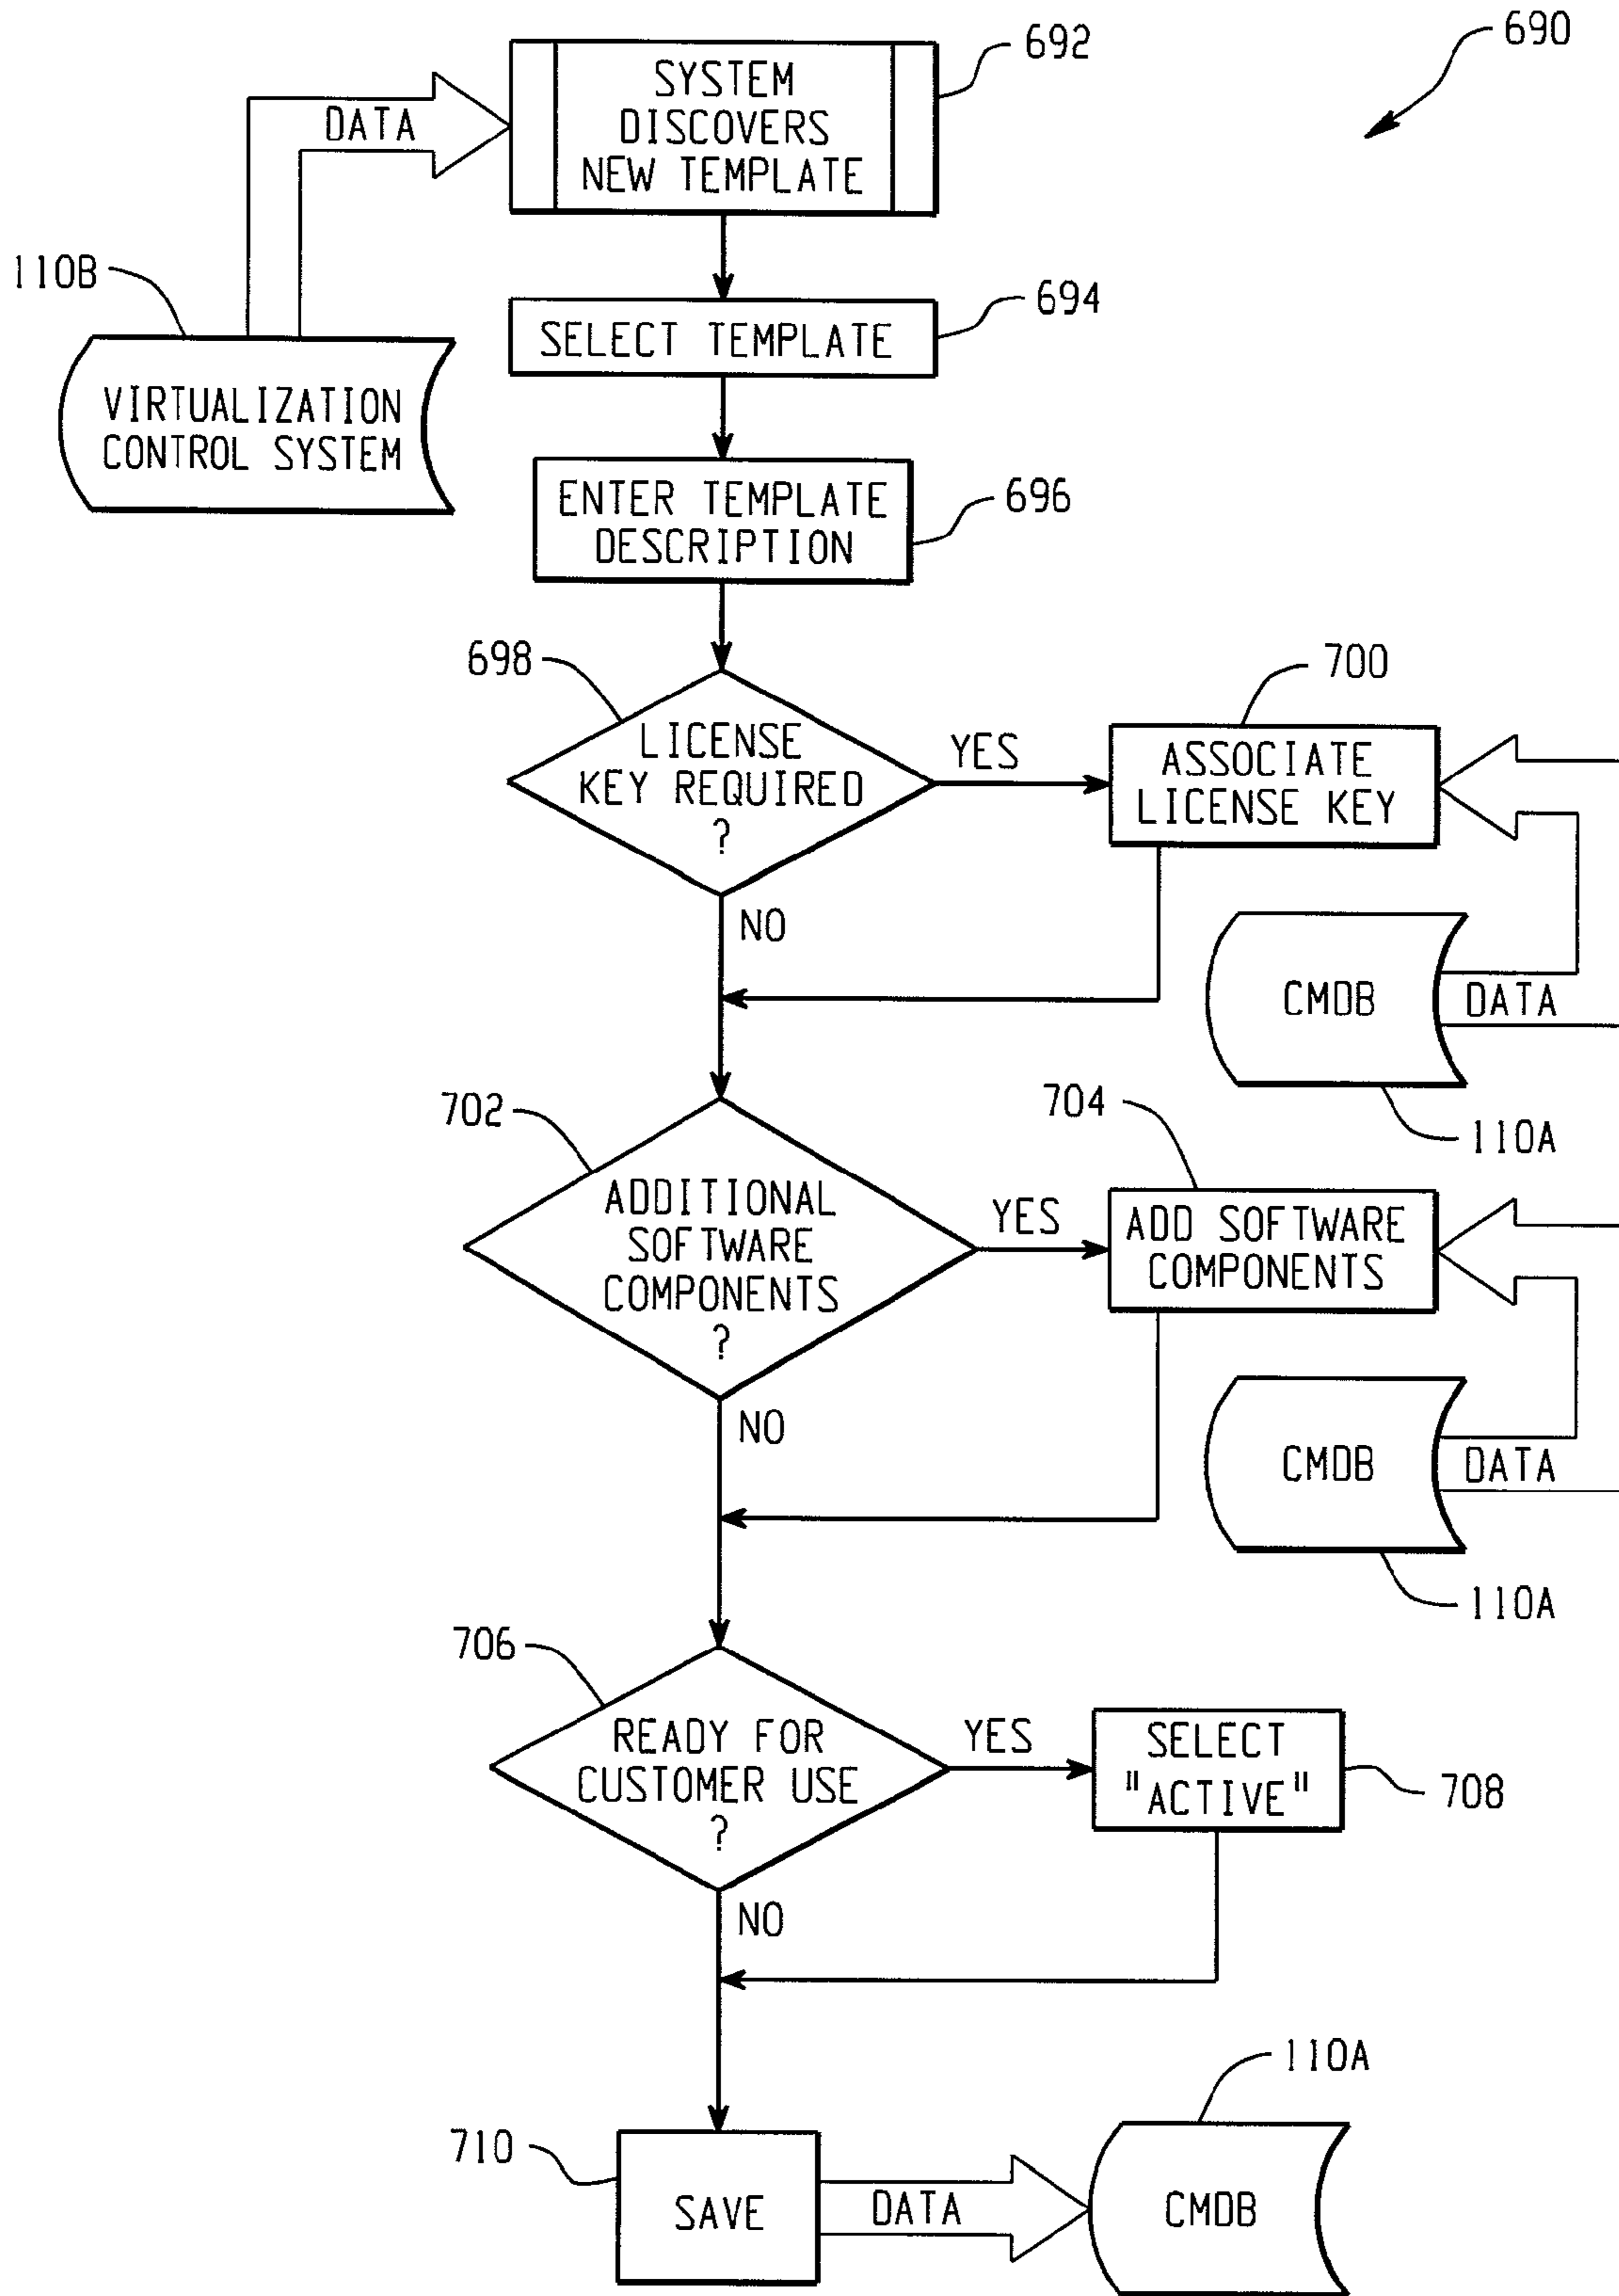 690
692
SYSTEM
DISCOVERS
NEW TEMPLATE
DATA
110B
VIRTUALIZATION
CONTROL SYSTEM
694
SELECT TEMPLATE
696
ENTER TEMPLATE
DESCRIPTION
698
LICENSE
KEY REQUIRED
?
YES
NO
700
ASSOCIATE
LICENSE KEY
CMDB
DATA
110A
702
ADDITIONAL
SOFTWARE
COMPONENTS
?
YES
NO
704
ADD SOFTWARE
COMPONENTS
CMDB
DATA
110A
706
READY FOR
CUSTOMER USE
?
YES
NO
SELECT
"ACTIVE"
708
710
SAVE
DATA
CMDB
110A